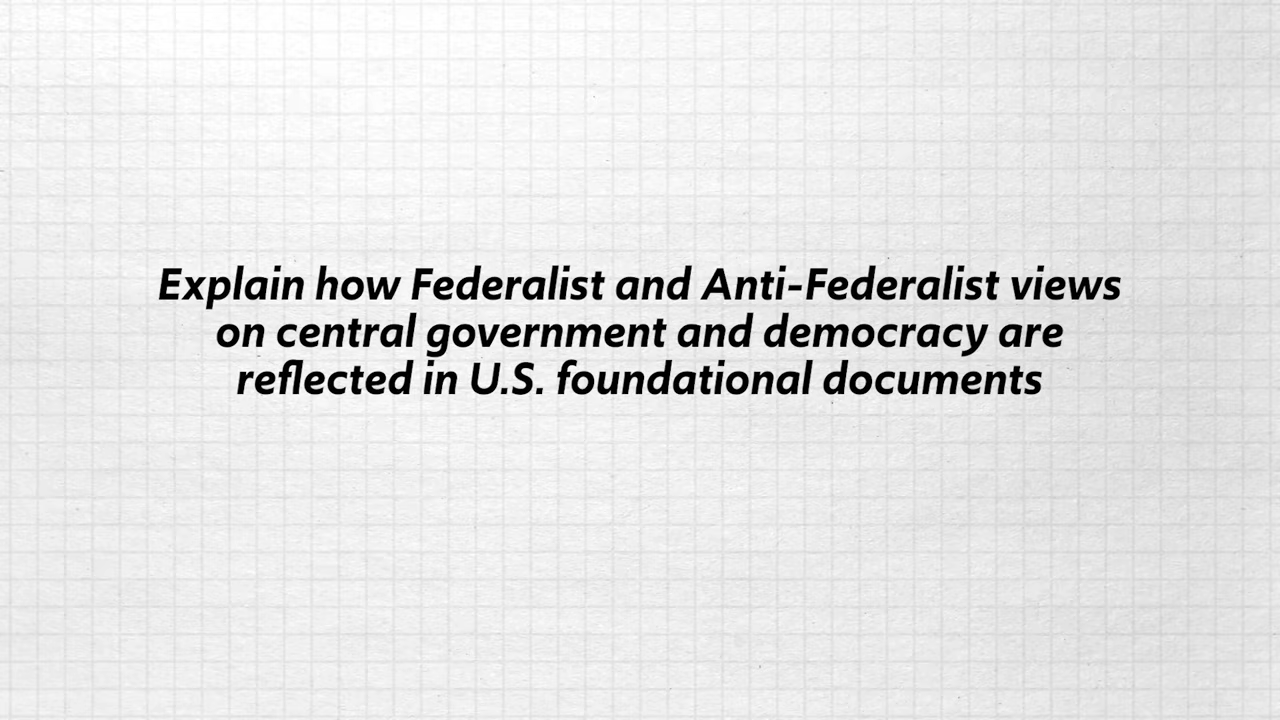 Explain how Federalist and Anti-Federalist views
on central government and democracy are
reflected in U.S. foundational documents